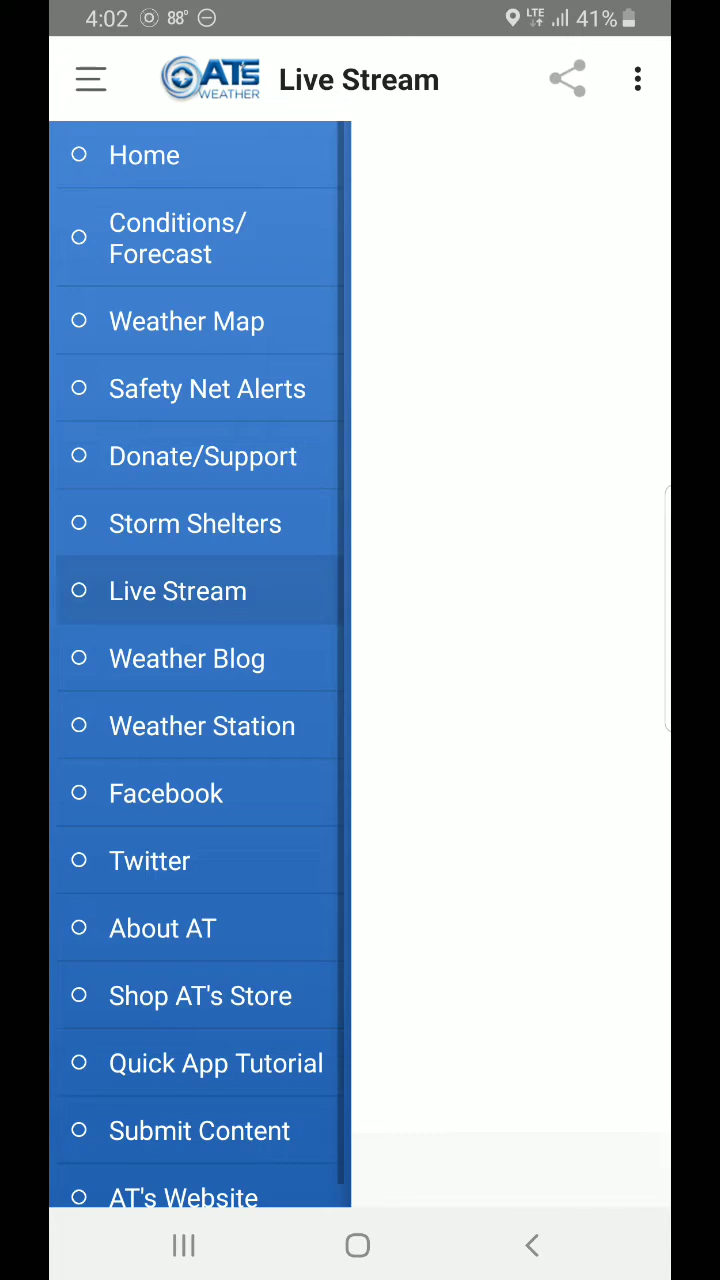 4:02 88° LTE 41%
ATs WEATHER Live Stream
Home
Conditions/
Forecast
Weather Map
Safety Net Alerts
Donate/Support
Storm Shelters
Live Stream
Weather Blog
Weather Station
Facebook
Twitter
About AT
Shop AT's Store
Quick App Tutorial
Submit Content
AT's Website